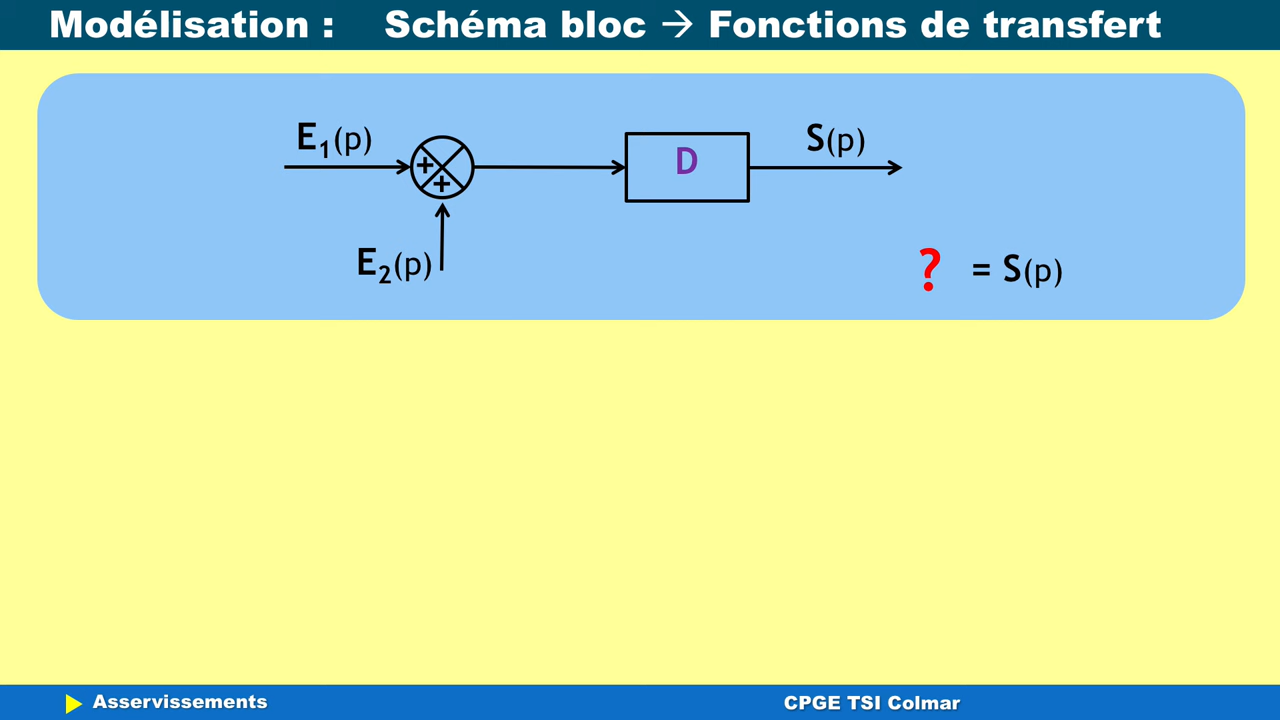 Modélisation : Schéma bloc → Fonctions de transfert
E₁(p)
+
+
D
S(p)
E₂(p)
? = S(p)
Asservissements
CPGE TSI Colmar